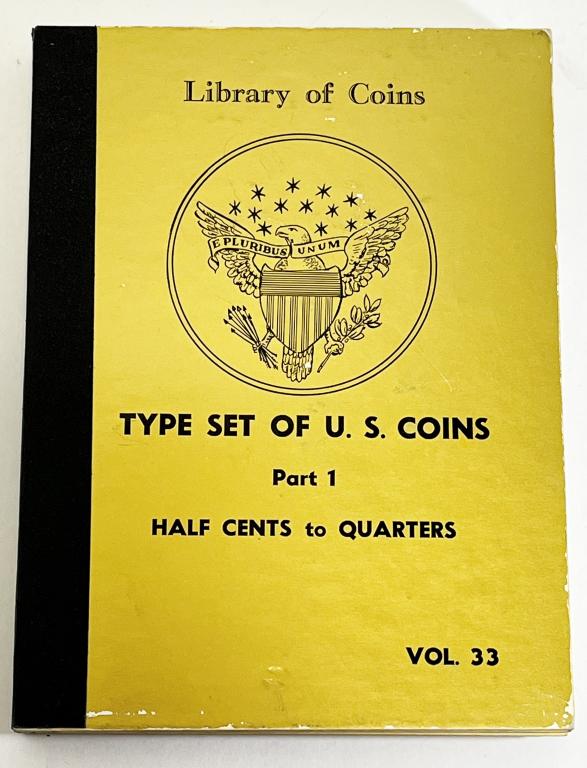 Library of Coins
E PLURIBUS UNUM
TYPE SET OF U. S. COINS
Part 1
HALF CENTS to QUARTERS
VOL. 33